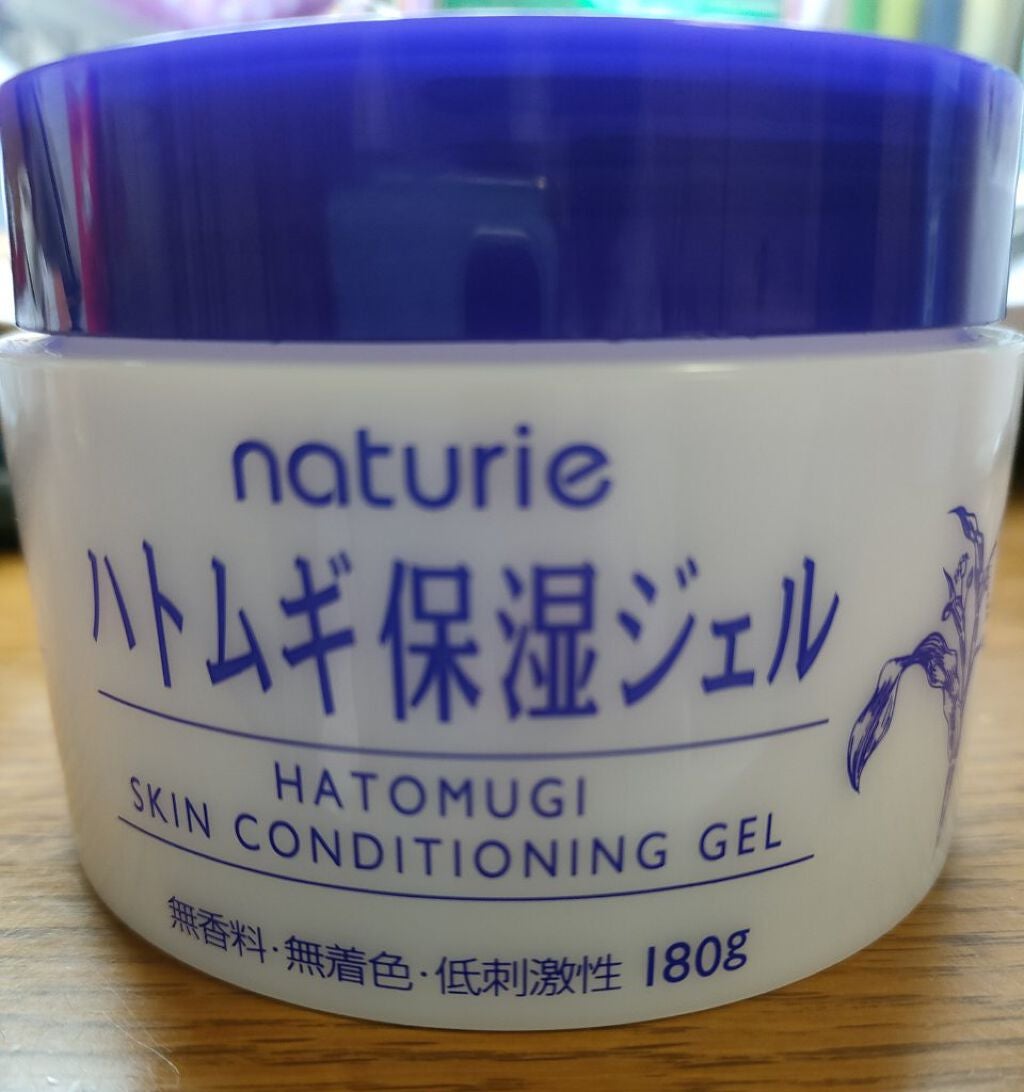 naturie
ハトムギ保湿ジェル
HATOMUGI
SKIN CONDITIONING GEL
無香料・無着色・低刺激性 180g